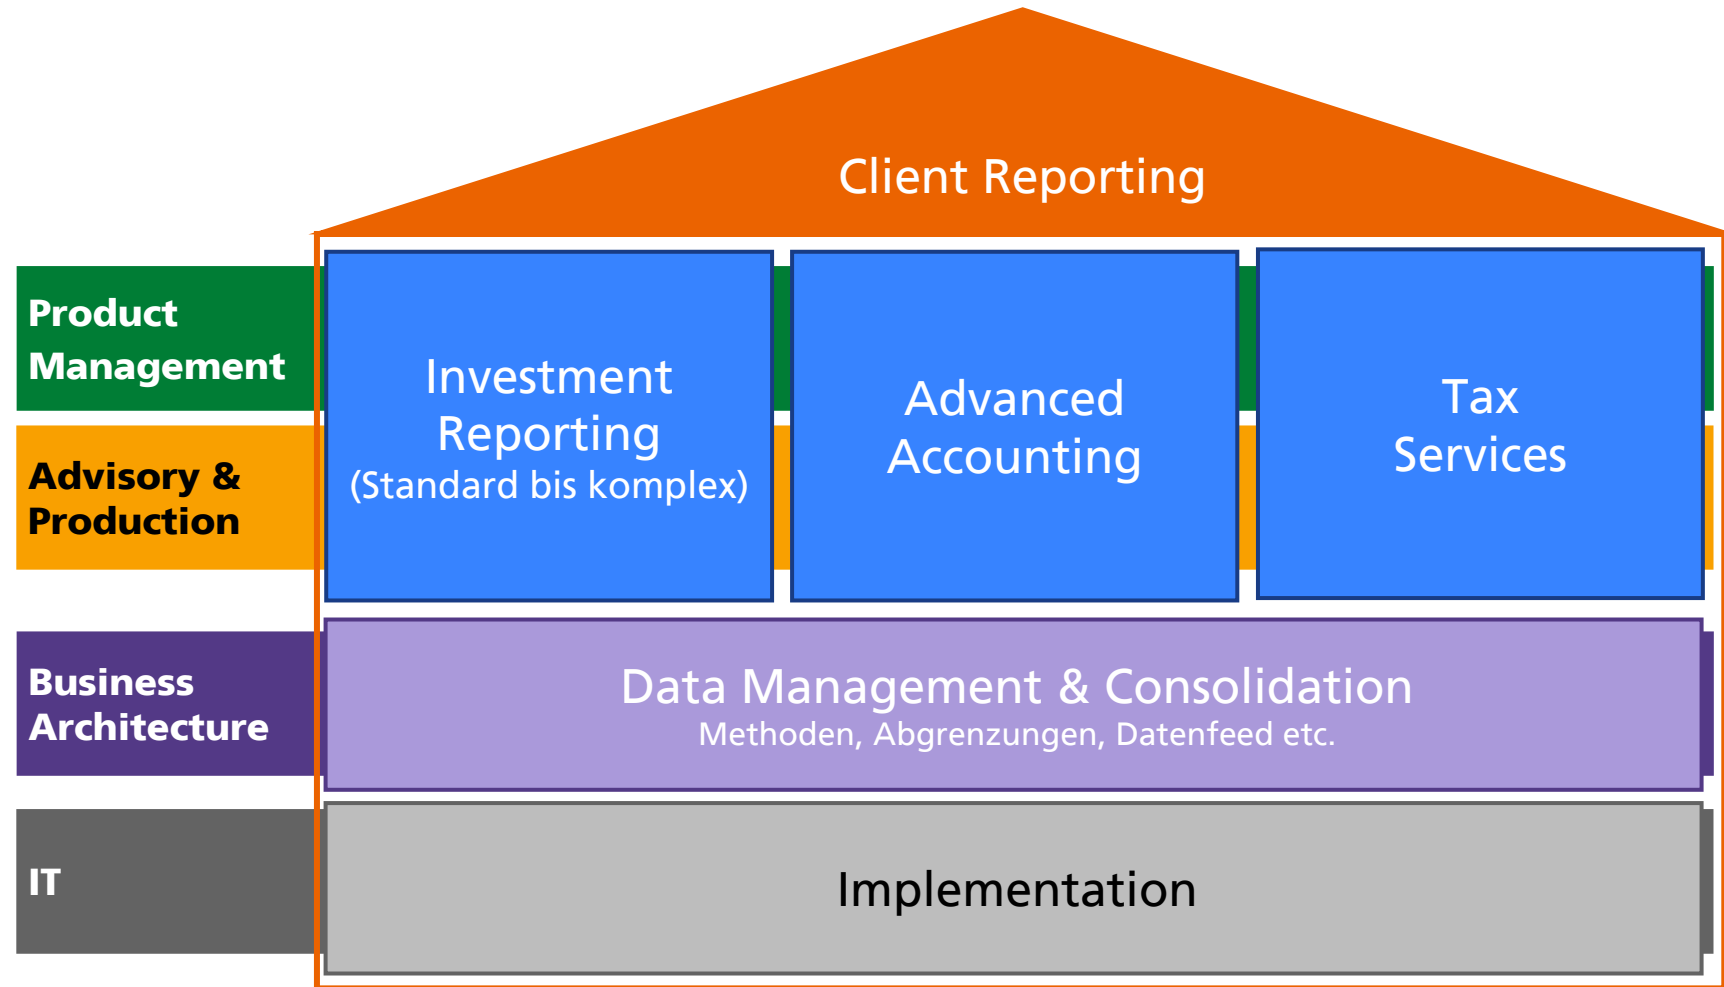 Client Reporting
Product
Management
Investment
Reporting
(Standard bis komplex)
Advanced
Accounting
Tax
Services
Advisory &
Production
Business
Architecture
Data Management & Consolidation
Methoden, Abgrenzungen, Datenfeed etc.
IT
Implementation